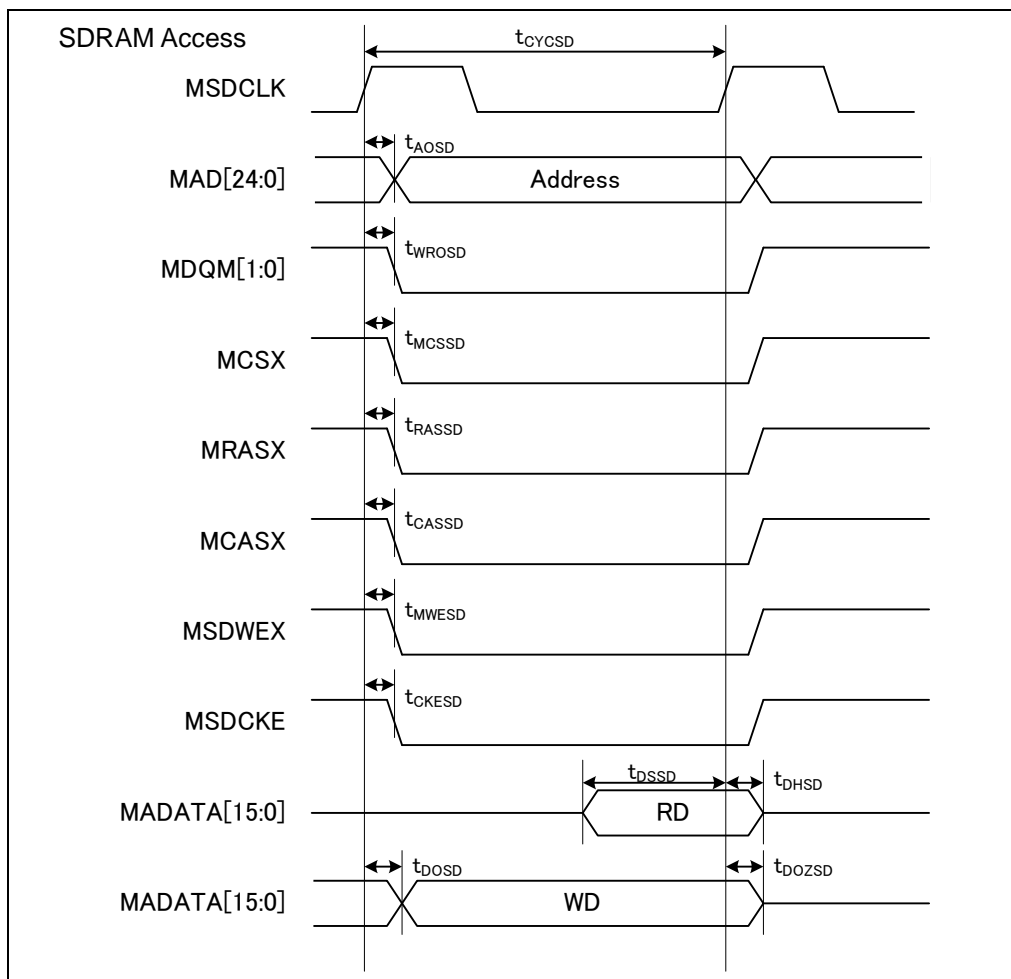 SDRAM Access
tCYCSD
MSDCLK
tAOSD
MAD[24:0]
Address
tWROSD
MDQM[1:0]
tMCSSD
MCSX
tRASSD
MRASX
tCASSD
MCASX
tMWESD
MSDWEX
tCKESD
MSDCKE
tDSSD
tDHSD
MADATA[15:0]
RD
tDOSD
tDOZSD
MADATA[15:0]
WD